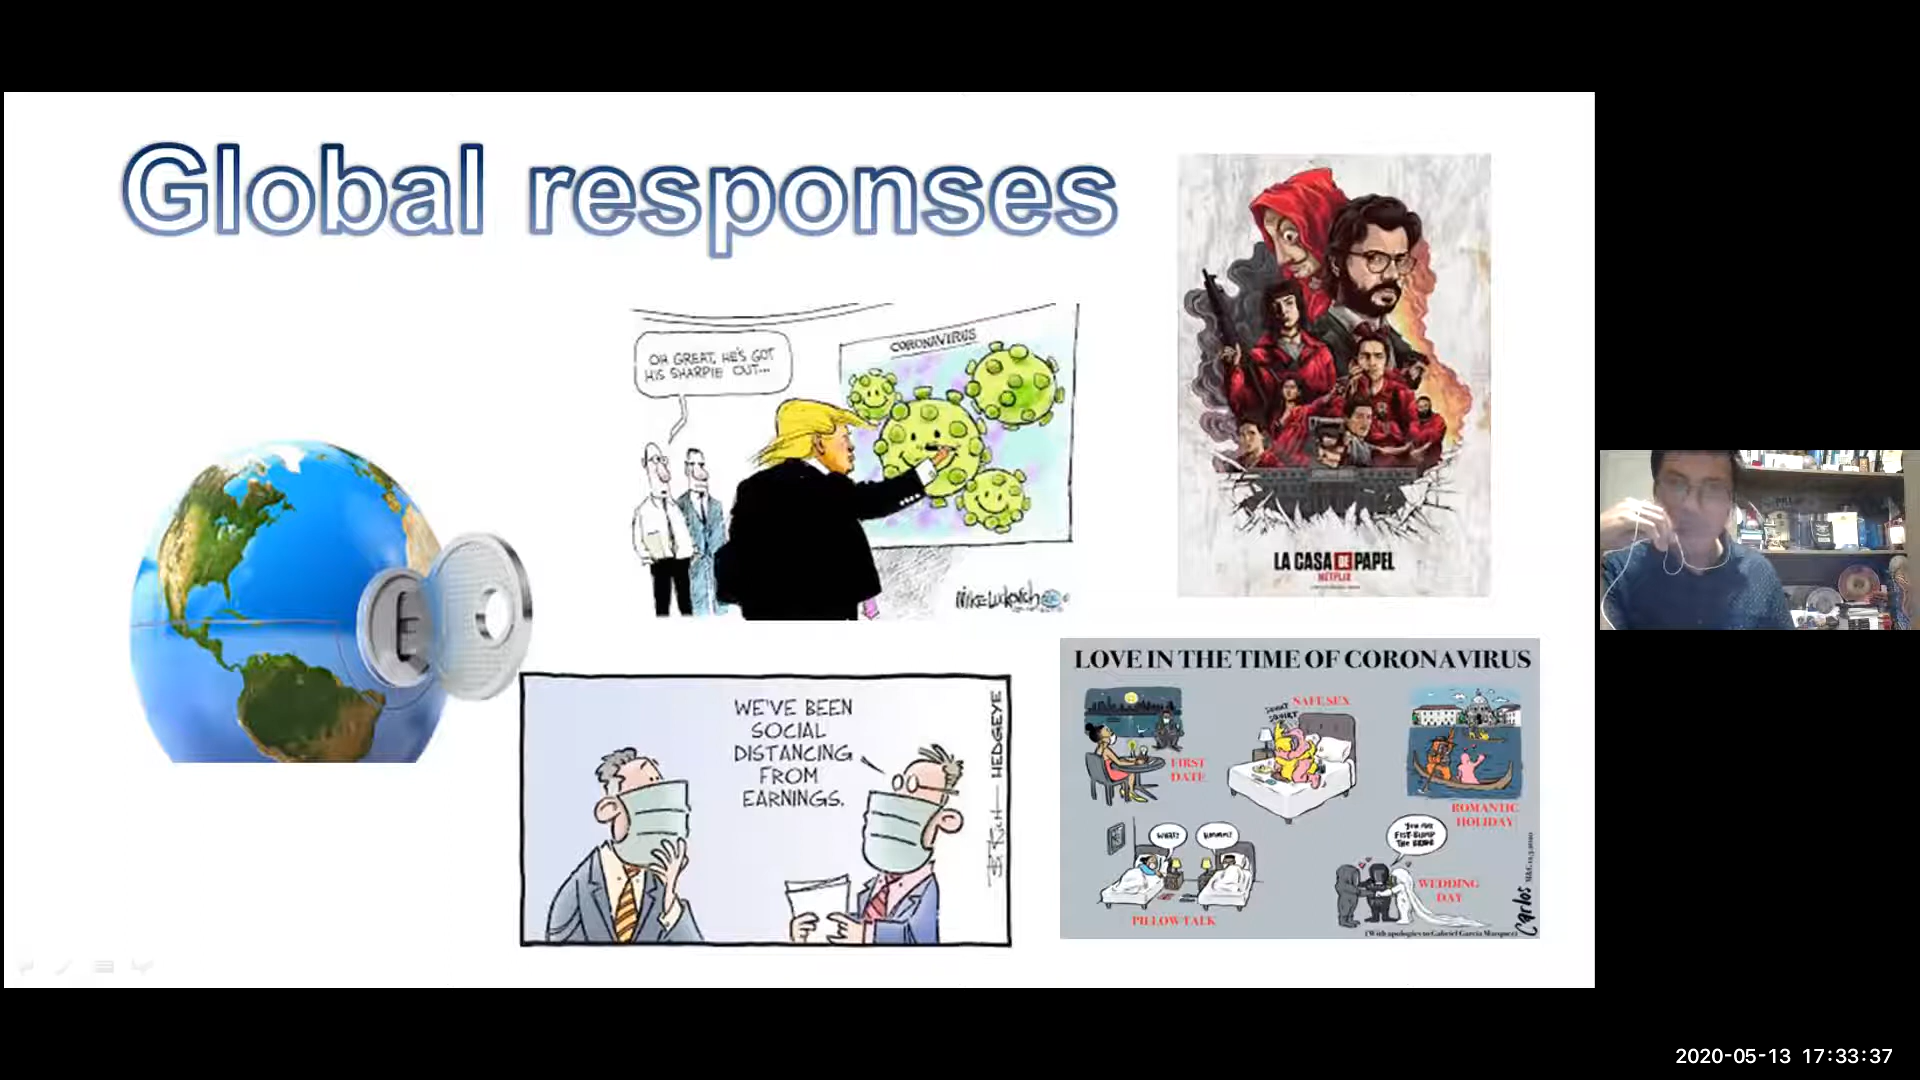 Global responses
OH GREAT, HE'S GOT
HIS SHARPIE OUT...
CORONAVIRUS
LA CASA DE PAPEL
NETFLIX
WE'VE BEEN
SOCIAL
DISTANCING
FROM
EARNINGS.
HEDGEYE
LOVE IN THE TIME OF CORONAVIRUS
FIRST
DATE
SAFE SEX
ROMANTIC
HOLIDAY
WHAT?
PILLOW TALK
YOU MAY
FIST-BUMP
THE BRIDE
WEDDING
DAY
(With apologies to Gabriel Garcia Marquez)
Carlos
2020-05-13 17:33:37